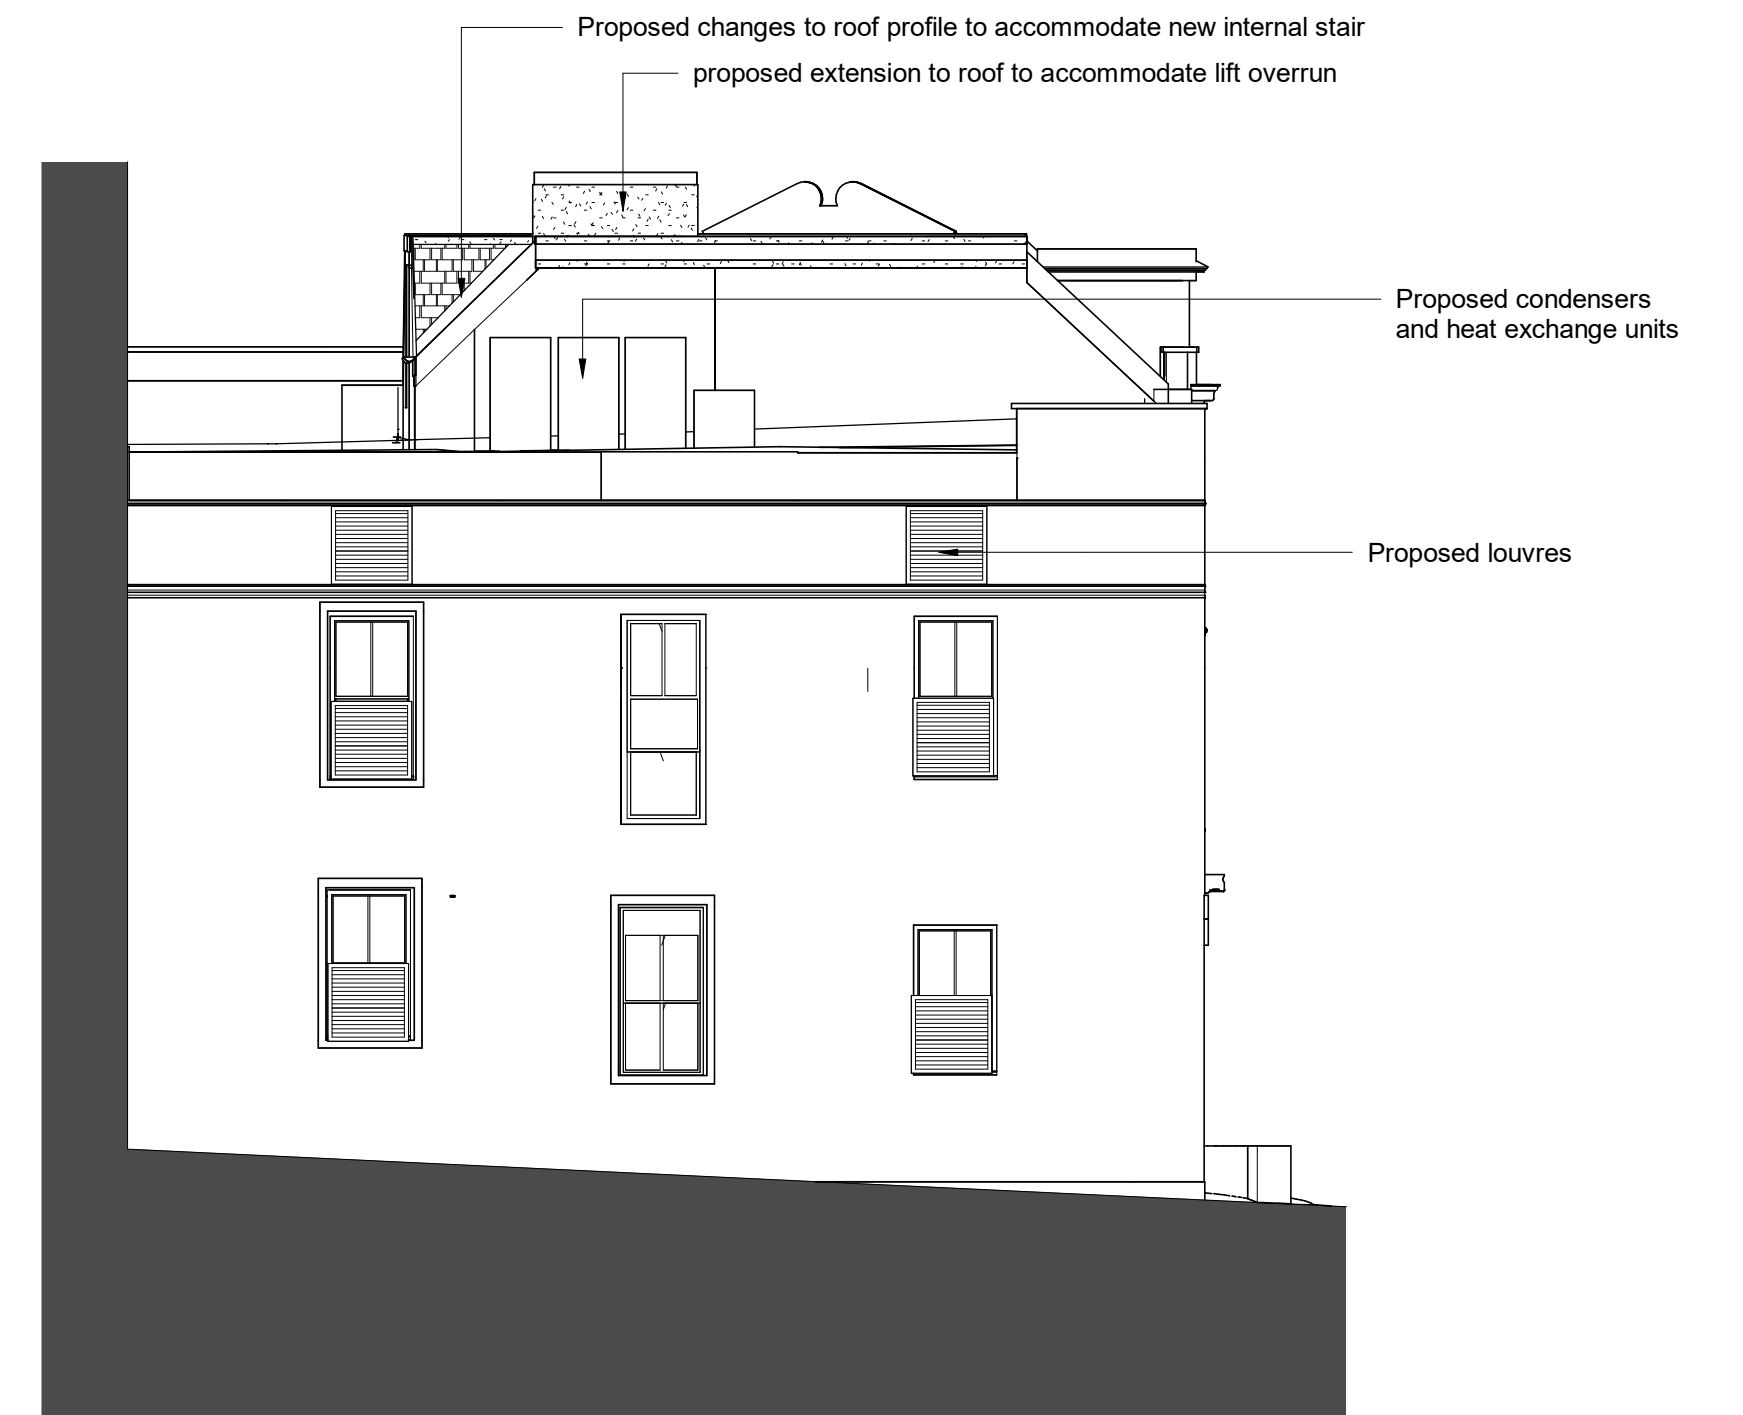 Proposed changes to roof profile to accommodate new internal stair
proposed extension to roof to accommodate lift overrun
Proposed condensers
and heat exchange units
Proposed louvres